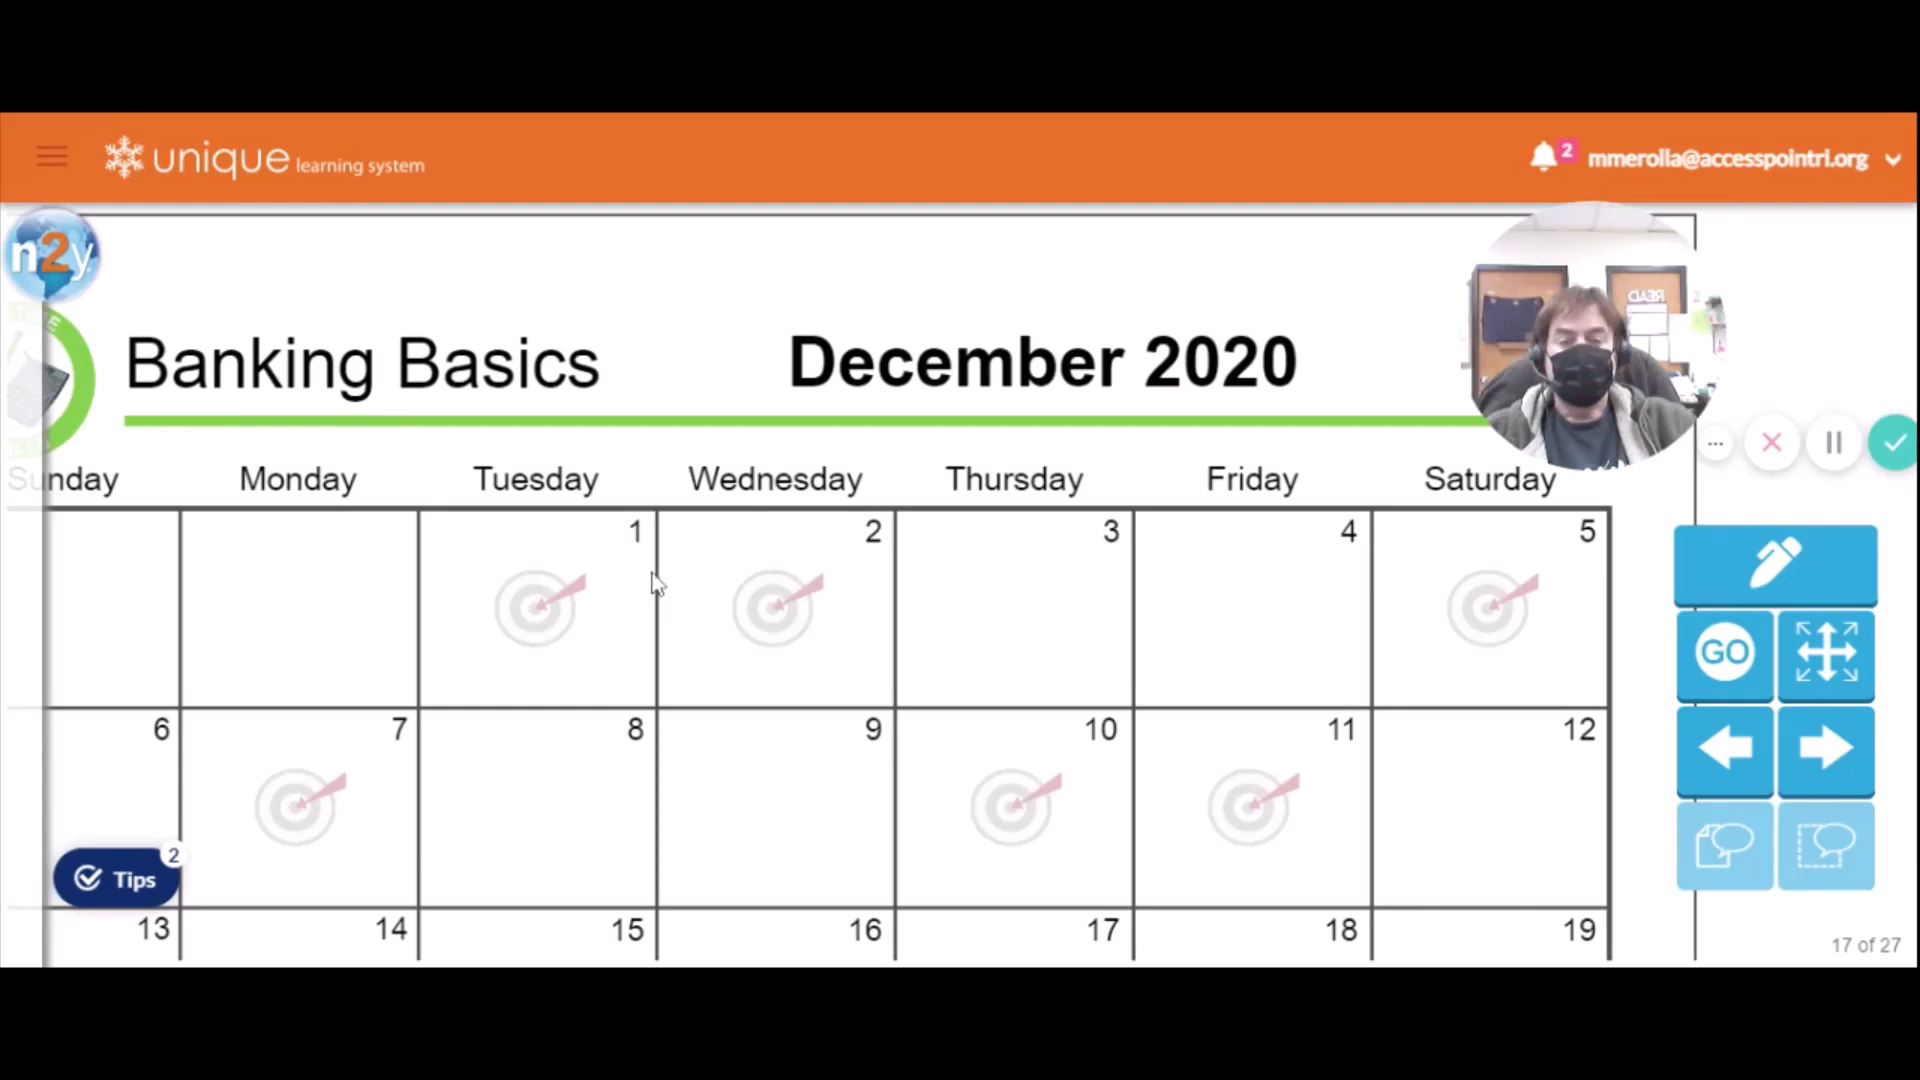 unique learning system
2
mmerolla@accesspointri.org
n2y
Banking Basics
December 2020
READ
Sunday Monday Tuesday Wednesday Thursday Friday Saturday
1 2 3 4 5
GO
6 7 8 9 10 11 12
2
Tips
13 14 15 16 17 18 19
17 of 27